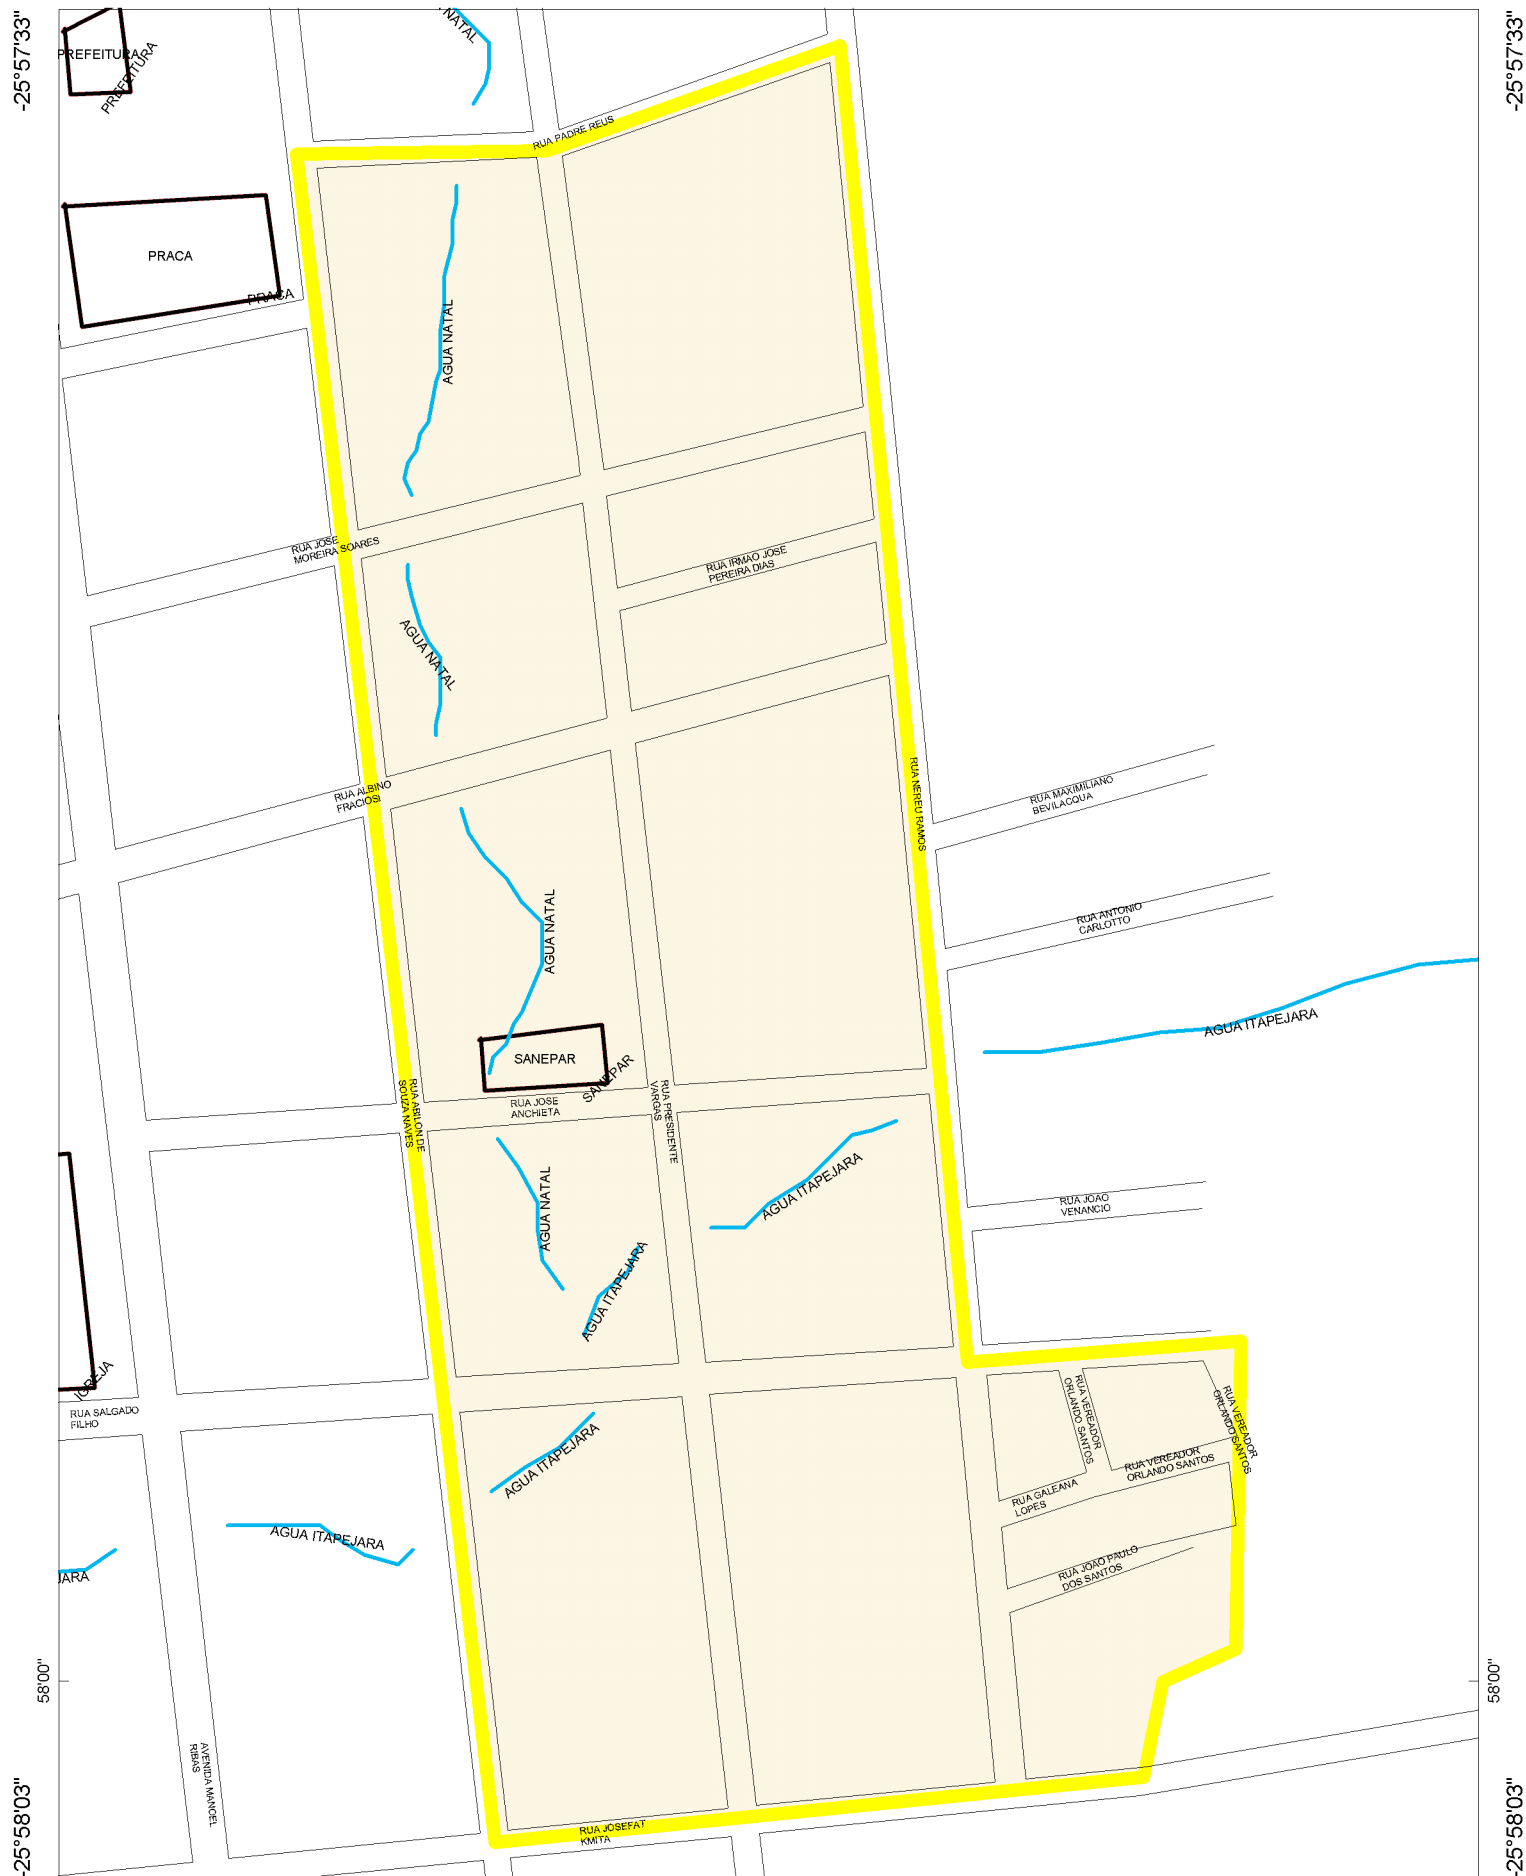 -25°57'33"
-25°57'33"
NATAL
PREFEITURA
PREFEITURA
RUA PADRE REUS
PRACA
PRACA
AGUA NATAL
RUA JOSE
MOREIRA SOARES
RUA IRMAO JOSE
PEREIRA DIAS
AGUA NATAL
RUA ALBINO
FRACIOSI
RUA NEREU RAMOS
RUA MAXIMILIANO
BEVILACQUA
AGUA NATAL
RUA ANTONIO
CARLOTTO
AGUA ITAPEJARA
SANEPAR
SANEPAR
RUA JOSE
ANCHIETA
RUA ABILON DE
SOUZA NAVES
RUA PRESIDENTE
VARGAS
AGUA NATAL
AGUA ITAPEJARA
RUA JOAO
VENANCIO
AGUA ITAPEJARA
IGREJA
RUA SALGADO
FILHO
RUA VEREADOR
ORLANDO SANTOS
RUA VEREADOR
ORLANDO SANTOS
AGUA ITAPEJARA
RUA VEREADOR
ORLANDO SANTOS
RUA GALEANA
LOPES
AGUA ITAPEJARA
JARA
RUA JOAO PAULO
DOS SANTOS
58'00"
58'00"
AVENIDA MANOEL
RIBAS
RUA JOSEFAT
KMITA
-25°58'03"
-25°58'03"